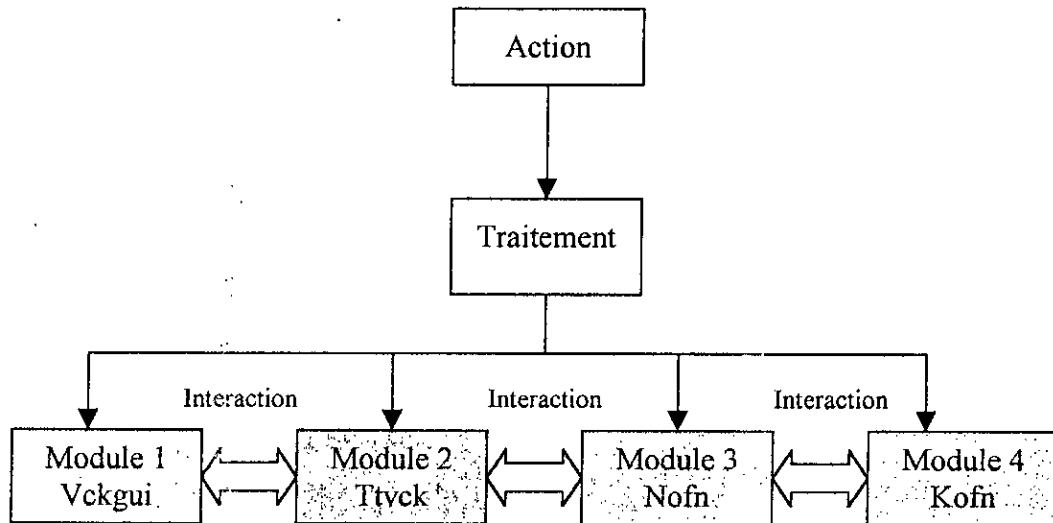 Action
Traitement
Interaction
Interaction
Interaction
Module 1
Vckgui
Module 2
Ttvck
Module 3
Nofn
Module 4
Kofn